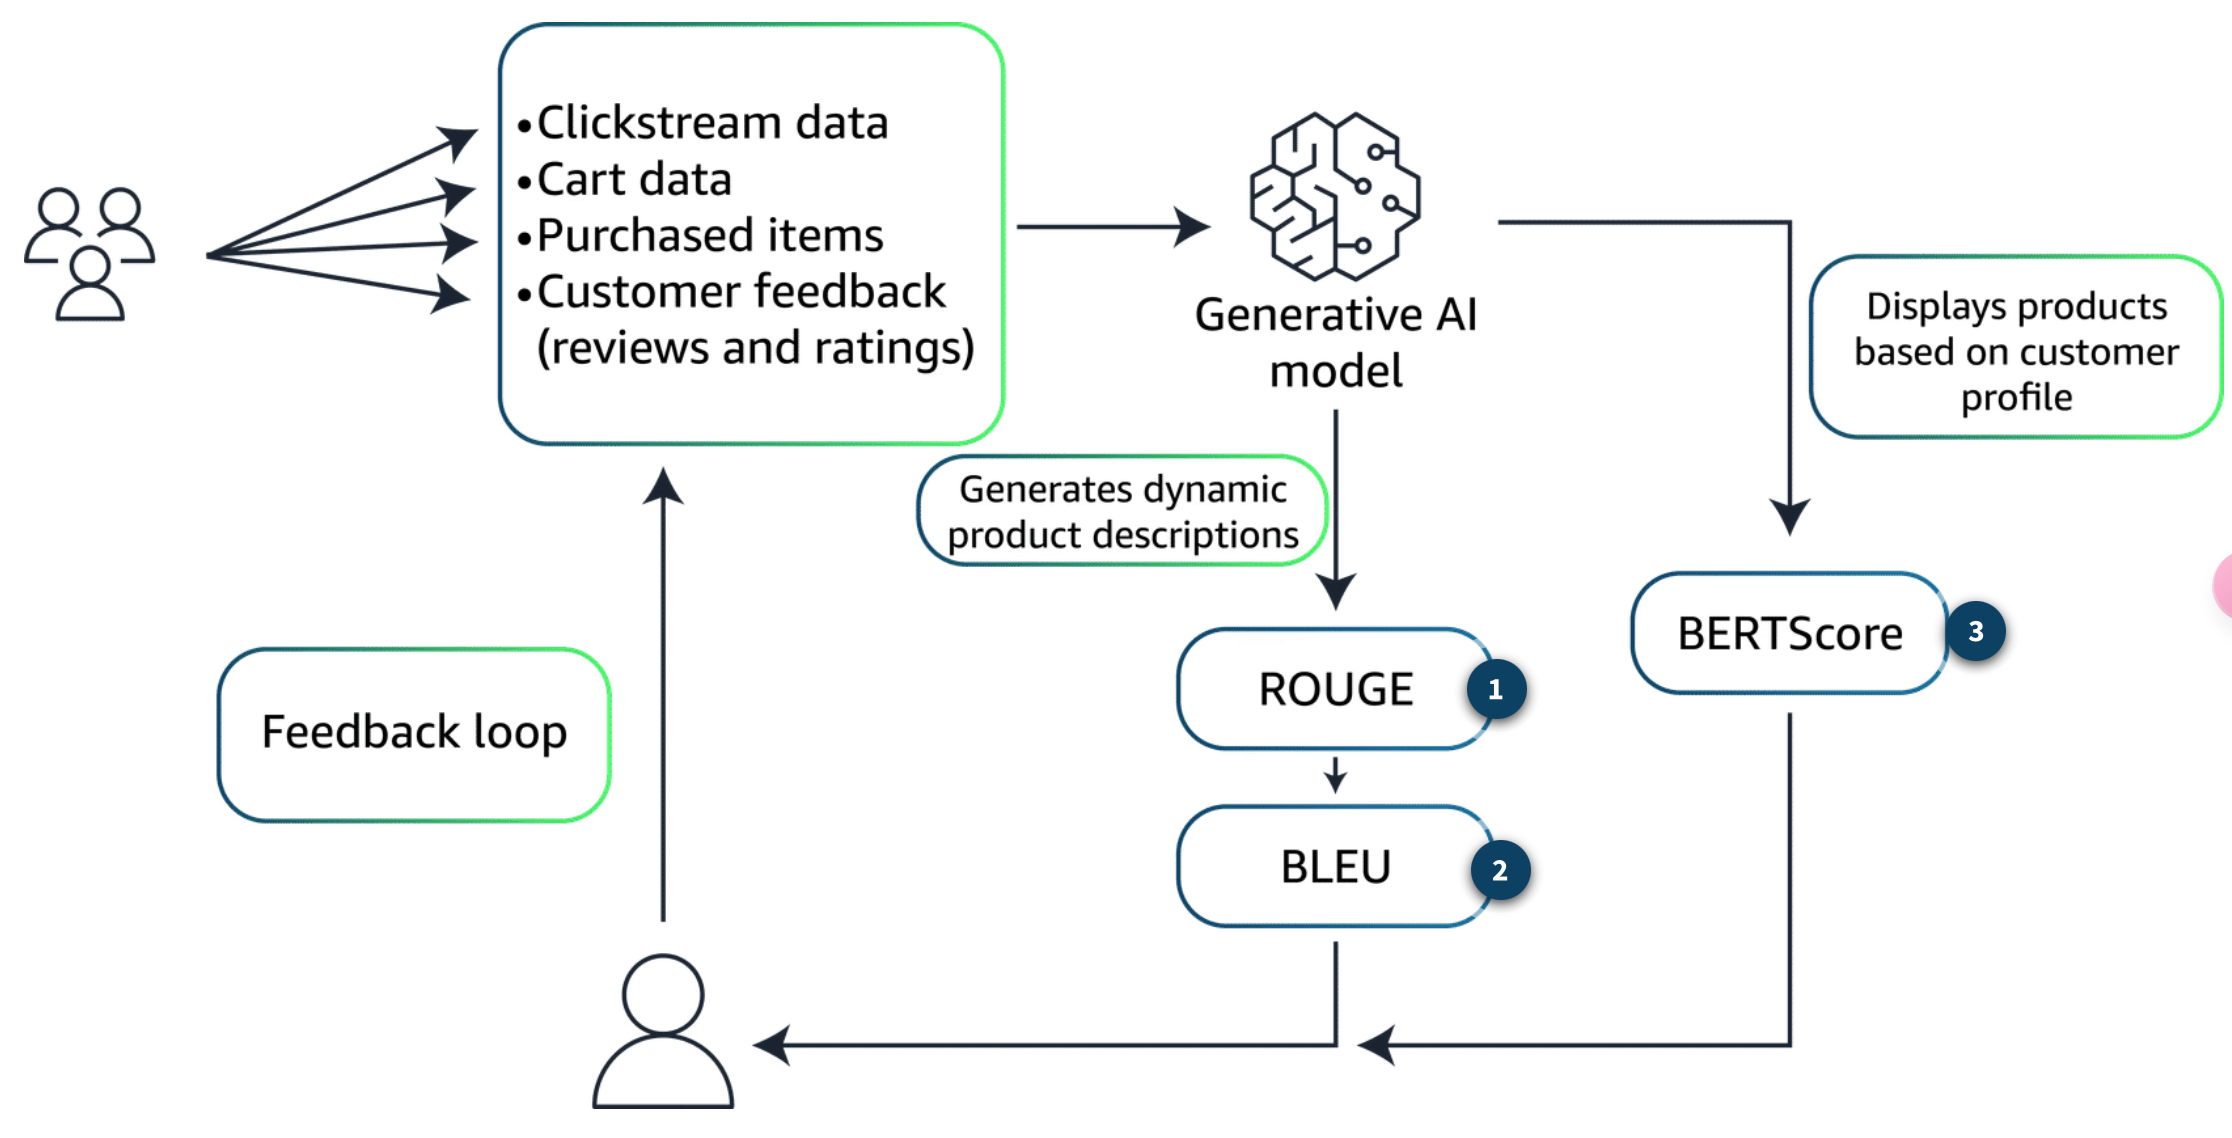 •Clickstream data
•Cart data
•Purchased items
•Customer feedback
(reviews and ratings)
Generative AI
model
Displays products
based on customer
profile
Generates dynamic
product descriptions
ROUGE
1
BERTScore
3
Feedback loop
BLEU
2